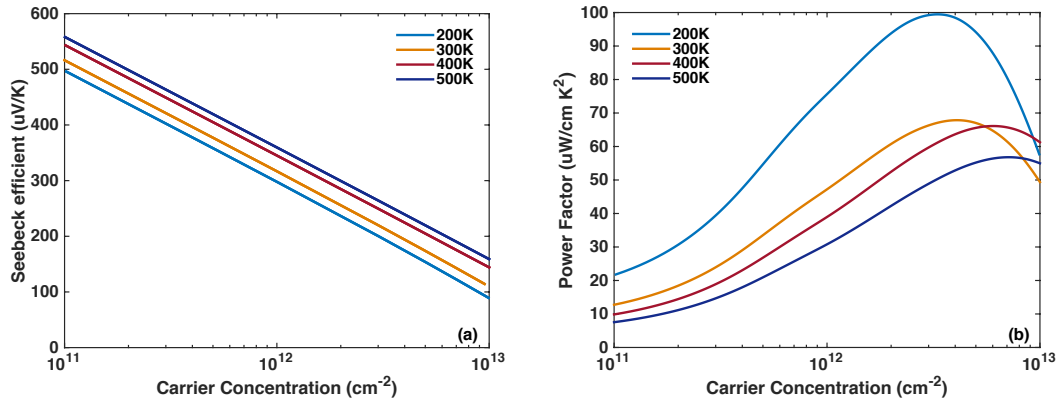 600
500
400
300
200
100
0
Seebeck efficient (uV/K)
200K
300K
400K
500K
(a)
10^11
10^12
10^13
Carrier Concentration (cm^-2)
100
90
80
70
60
50
40
30
20
10
0
Power Factor (uW/cm K^2)
200K
300K
400K
500K
(b)
10^11
10^12
10^13
Carrier Concentration (cm^-2)